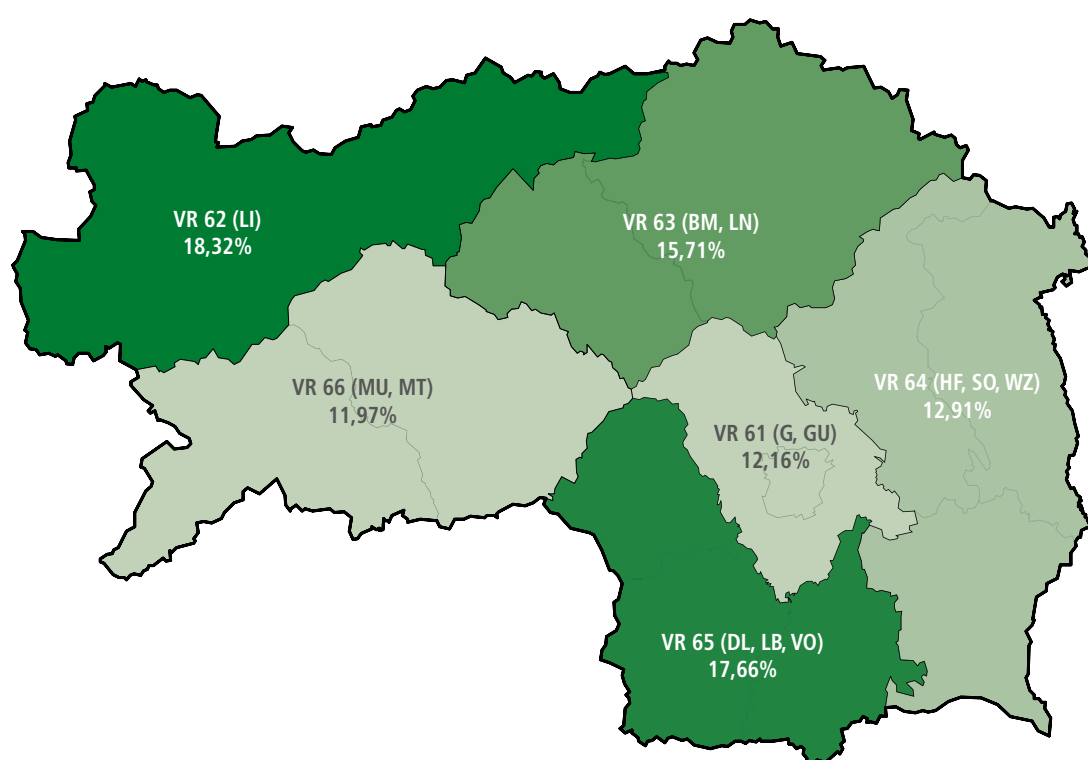 VR 62 (LI)
18,32%
VR 63 (BM, LN)
15,71%
VR 66 (MU, MT)
11,97%
VR 64 (HF, SO, WZ)
12,91%
VR 61 (G, GU)
12,16%
VR 65 (DL, LB, VO)
17,66%